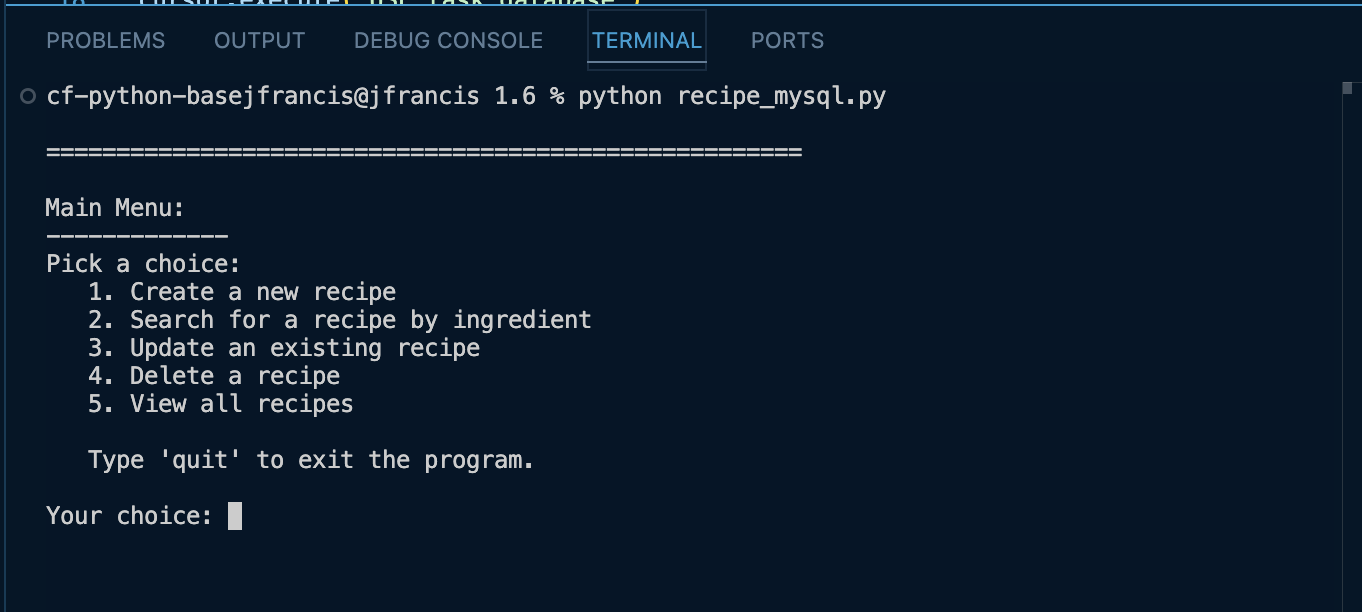 PROBLEMS OUTPUT DEBUG CONSOLE TERMINAL PORTS
cf-python-basejfrancis@jfrancis 1.6 % python recipe_mysql.py
======================================================
Main Menu:
-------------
Pick a choice:
1. Create a new recipe
2. Search for a recipe by ingredient
3. Update an existing recipe
4. Delete a recipe
5. View all recipes
Type 'quit' to exit the program.
Your choice: